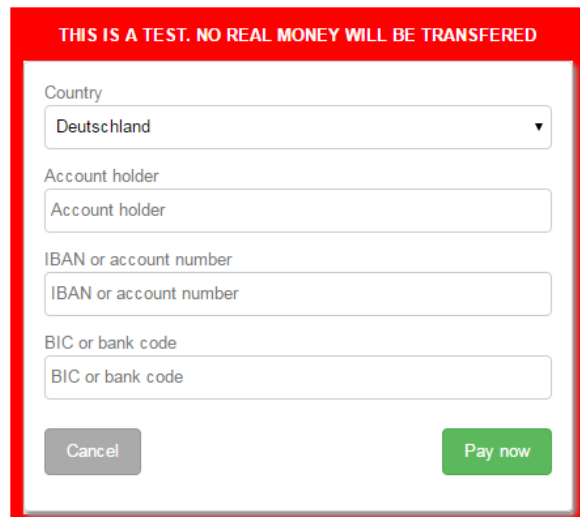 THIS IS A TEST. NO REAL MONEY WILL BE TRANSFERED
Country
Deutschland
Account holder
Account holder
IBAN or account number
IBAN or account number
BIC or bank code
BIC or bank code
Cancel Pay now